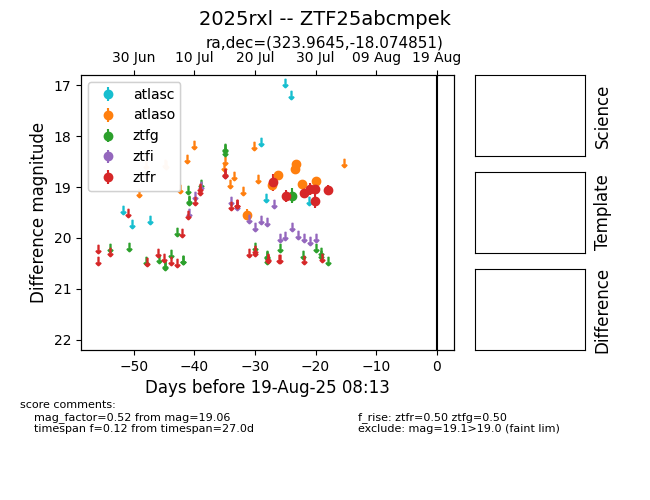 2025rxl -- ZTF25abcmpek
ra,dec=(323.9645,-18.074851)
30 Jun 10 Jul 20 Jul 30 Jul 09 Aug 19 Aug
17
18
19
20
21
22
Difference magnitude
atlasc
atlaso
ztfg
ztfi
ztfr
−50 −40 −30 −20 −10 0
Days before 19-Aug-25 08:13
Science
Template
Difference
score comments:
mag_factor=0.52 from mag=19.06
timespan f=0.12 from timespan=27.0d
f_rise: ztfr=0.50 ztfg=0.50
exclude: mag=19.1>19.0 (faint lim)